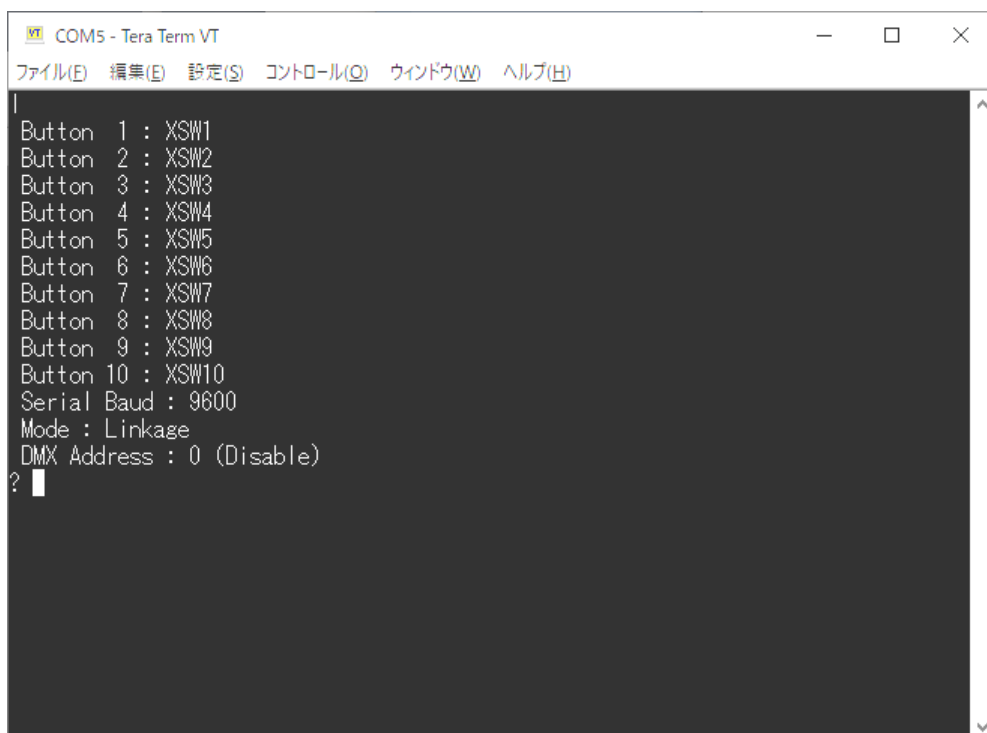 COM5 - Tera Term VT
ファイル(F) 編集(E) 設定(S) コントロール(O) ウィンドウ(W) ヘルプ(H)
|
Button  1 : XSW1
Button  2 : XSW2
Button  3 : XSW3
Button  4 : XSW4
Button  5 : XSW5
Button  6 : XSW6
Button  7 : XSW7
Button  8 : XSW8
Button  9 : XSW9
Button 10 : XSW10
Serial Baud : 9600
Mode : Linkage
DMX Address : 0 (Disable)
?